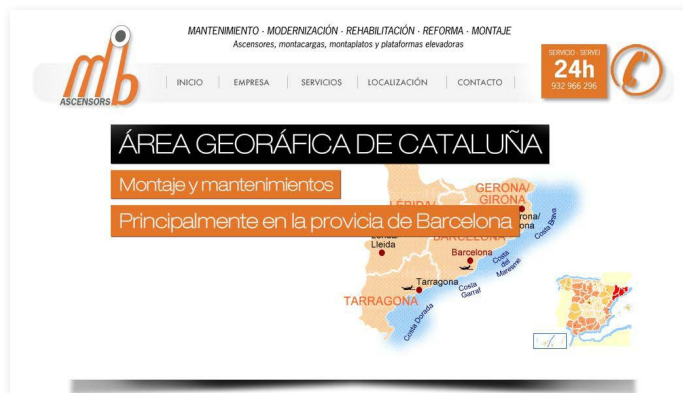 MANTENIMIENTO - MODERNIZACIÓN - REHABILITACIÓN - REFORMA - MONTAJE
Ascensores, montacargas, montaplatos y plataformas elevadoras
mb
ASCENSORS
INICIO
EMPRESA
SERVICIOS
LOCALIZACIÓN
CONTACTO
SERVICIO - SERVEI
24h
932 966 296
ÁREA GEORÁFICA DE CATALUÑA
Montaje y mantenimientos
Principalmente en la provicia de Barcelona
GERONA/
GIRONA
Lleida
BARCELONA
Barcelona
Tarragona
TARRAGONA
Costa Brava
Costa del Maresme
Costa Garraf
Costa Dorada